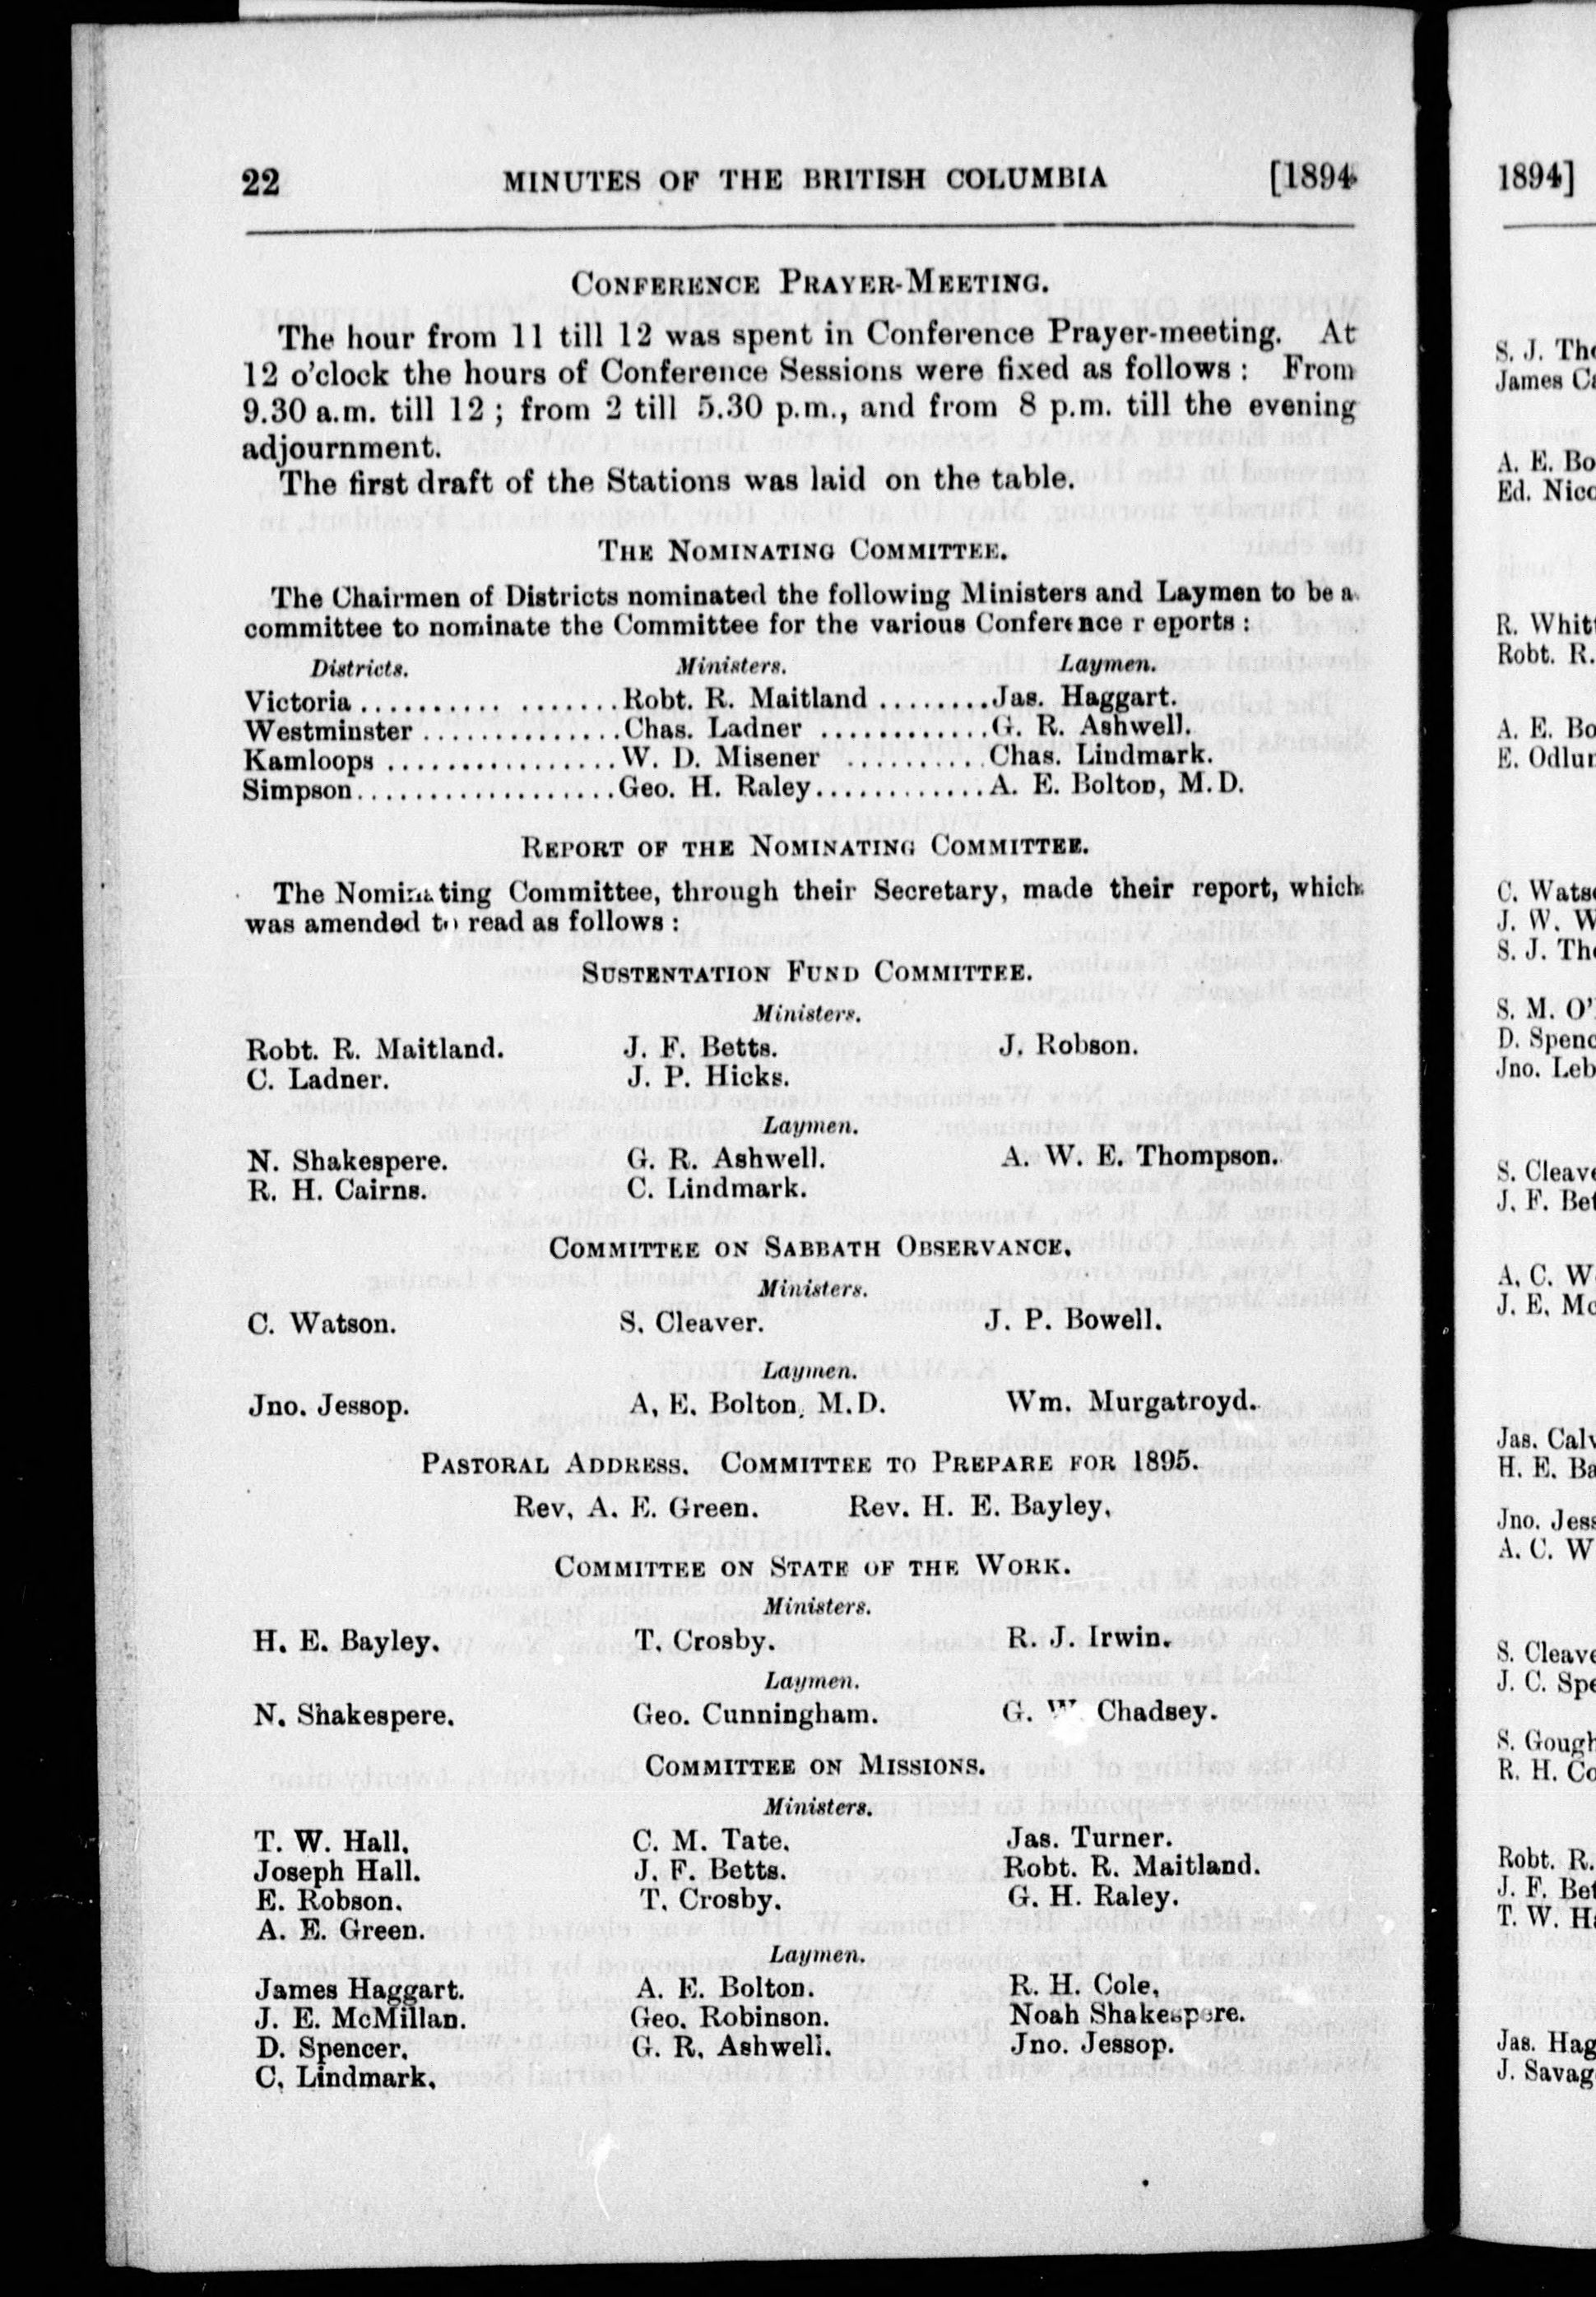 22 MINUTES OF THE BRITISH COLUMBIA [1894
CONFERENCE PRAYER-MEETING.
The hour from 11 till 12 was spent in Conference Prayer-meeting. At
12 o'clock the hours of Conference Sessions were fixed as follows : From
9.30 a.m. till 12 ; from 2 till 5.30 p.m., and from 8 p.m. till the evening
adjournment.
The first draft of the Stations was laid on the table.
THE NOMINATING COMMITTEE.
The Chairmen of Districts nominated the following Ministers and Laymen to be a
committee to nominate the Committee for the various Conference r eports :
Districts. Ministers. Laymen.
Victoria .......... ....... Robt. R. Maitland ........ Jas. Haggart.
Westminster .............. Chas. Ladner ............ G. R. Ashwell.
Kamloops ................ W. D. Misener .......... Chas. Lindmark.
Simpson.................. Geo. H. Raley............ A. E. Bolton, M.D.
REPORT OF THE NOMINATING COMMITTEE.
The Nominating Committee, through their Secretary, made their report, which
was amended to read as follows :
SUSTENTATION FUND COMMITTEE.
Ministers.
Robt. R. Maitland. J. F. Betts. J. Robson.
C. Ladner. J. P. Hicks.
Laymen.
N. Shakespere. G. R. Ashwell. A. W. E. Thompson.
R. H. Cairns. C. Lindmark.
COMMITTEE ON SABBATH OBSERVANCE.
Ministers.
C. Watson. S. Cleaver. J. P. Bowell.
Laymen.
Jno. Jessop. A. E. Bolton, M.D. Wm. Murgatroyd.
PASTORAL ADDRESS. COMMITTEE TO PREPARE FOR 1895.
Rev. A. E. Green. Rev. H. E. Bayley.
COMMITTEE ON STATE OF THE WORK.
Ministers.
H. E. Bayley. T. Crosby. R. J. Irwin.
Laymen.
N. Shakespere. Geo. Cunningham. G. W. Chadsey.
COMMITTEE ON MISSIONS.
Ministers.
T. W. Hall. C. M. Tate. Jas. Turner.
Joseph Hall. J. F. Betts. Robt. R. Maitland.
E. Robson. T. Crosby. G. H. Raley.
A. E. Green.
Laymen.
James Haggart. A. E. Bolton. R. H. Cole.
J. E. McMillan. Geo. Robinson. Noah Shakespere.
D. Spencer. G. R. Ashwell. Jno. Jessop.
C. Lindmark.
1894]
S. J.
James
A. E.
Ed.
R.
Robt. R.
A. E.
E.
C.
J. W.
S. J.
S. M.
D.
Jno.
S.
J. F.
A. C.
J. E.
Jas.
H. E.
Jno.
A. C.
S.
J. C.
S.
R. H.
Robt. R.
J. F.
T. W.
Jas.
J.